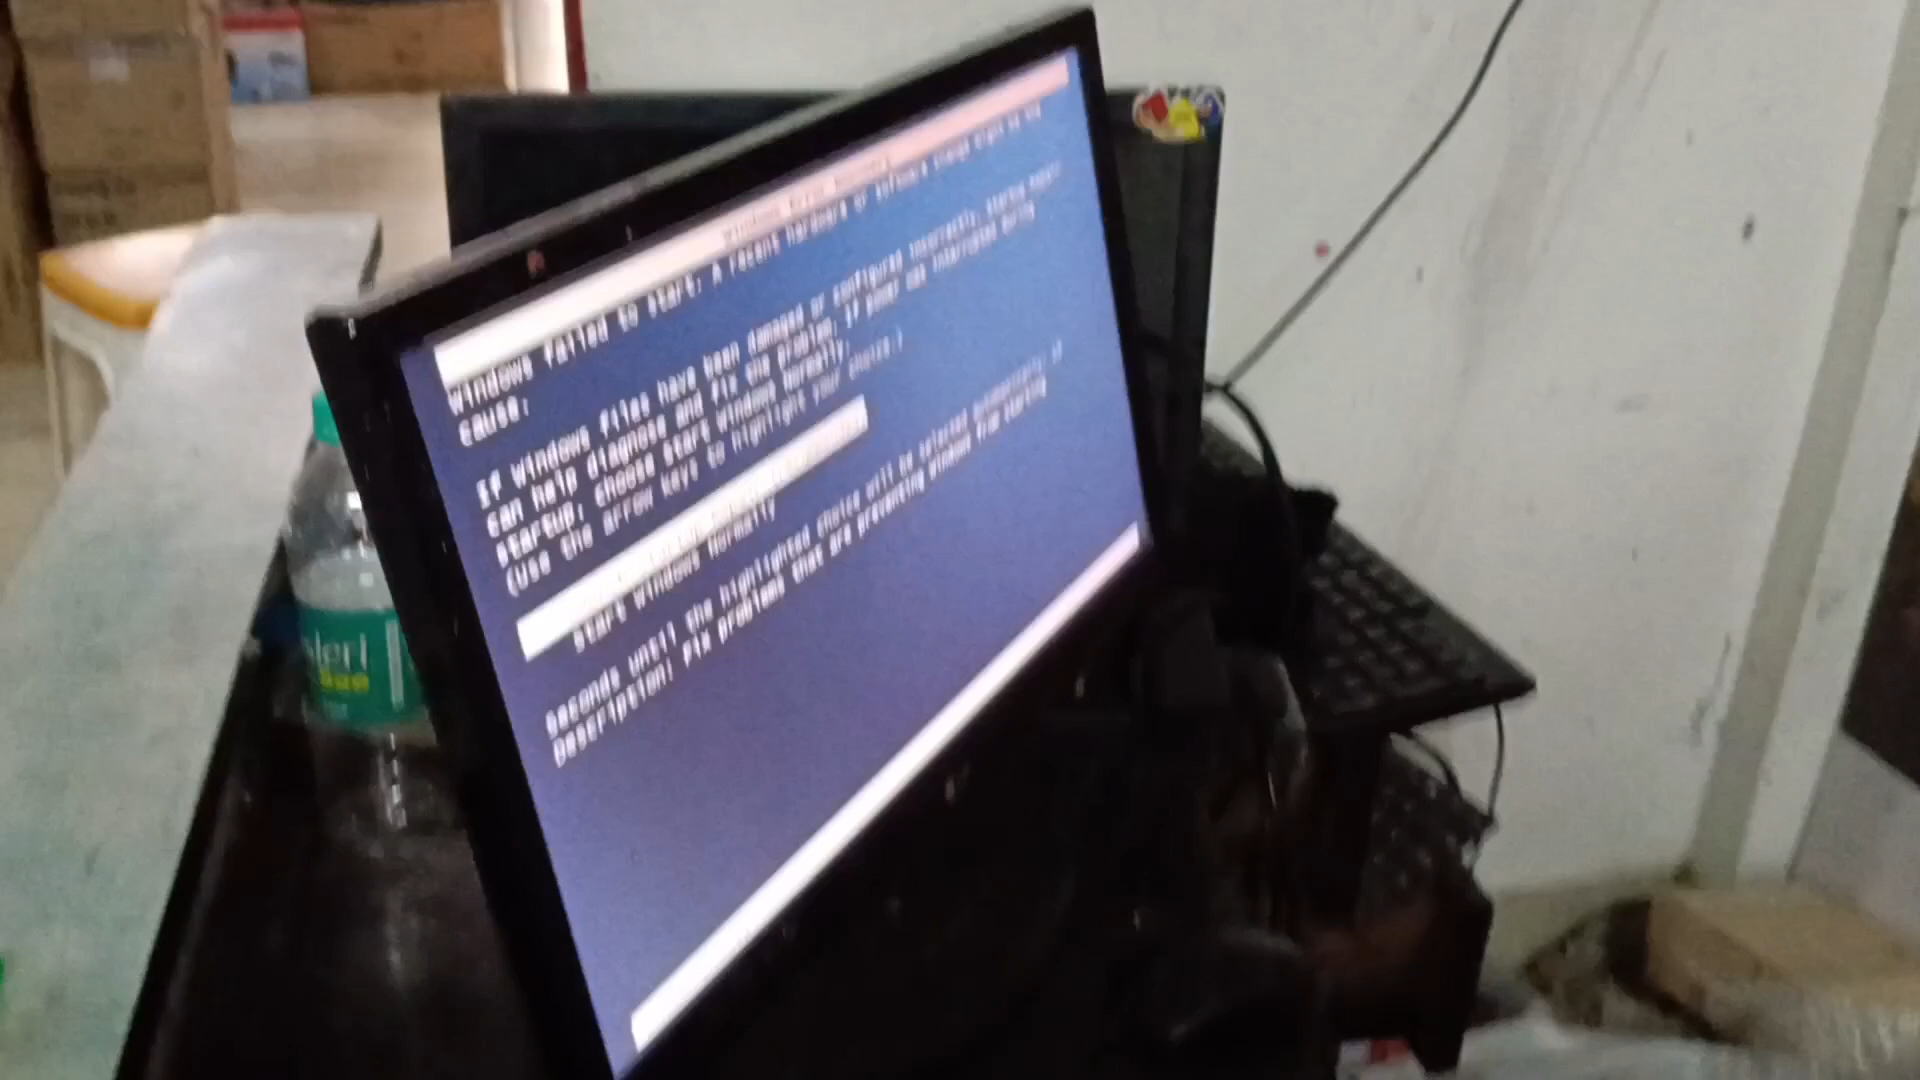 Windows Error Recovery
Windows failed to start. A recent hardware or software change might be the
cause.
If Windows files have been damaged or configured incorrectly, Startup Repair
can help diagnose and fix the problem. If power was interrupted during
startup, choose Start Windows Normally.
(Use the arrow keys to highlight your choice.)
Start Windows Normally
Seconds until the highlighted choice will be selected automatically:
Description: Fix problems that are preventing Windows from starting